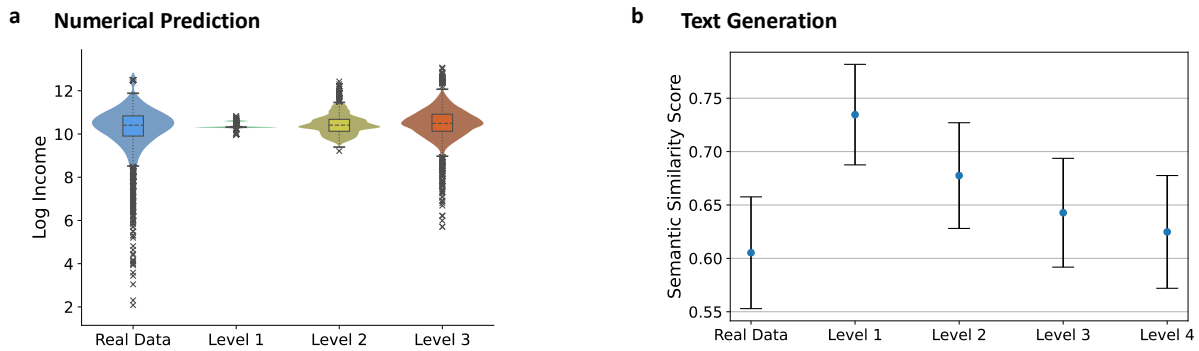 a Numerical Prediction
Log Income
12
10
8
6
4
2
Real Data Level 1 Level 2 Level 3
b Text Generation
Semantic Similarity Score
0.75
0.70
0.65
0.60
0.55
Real Data Level 1 Level 2 Level 3 Level 4